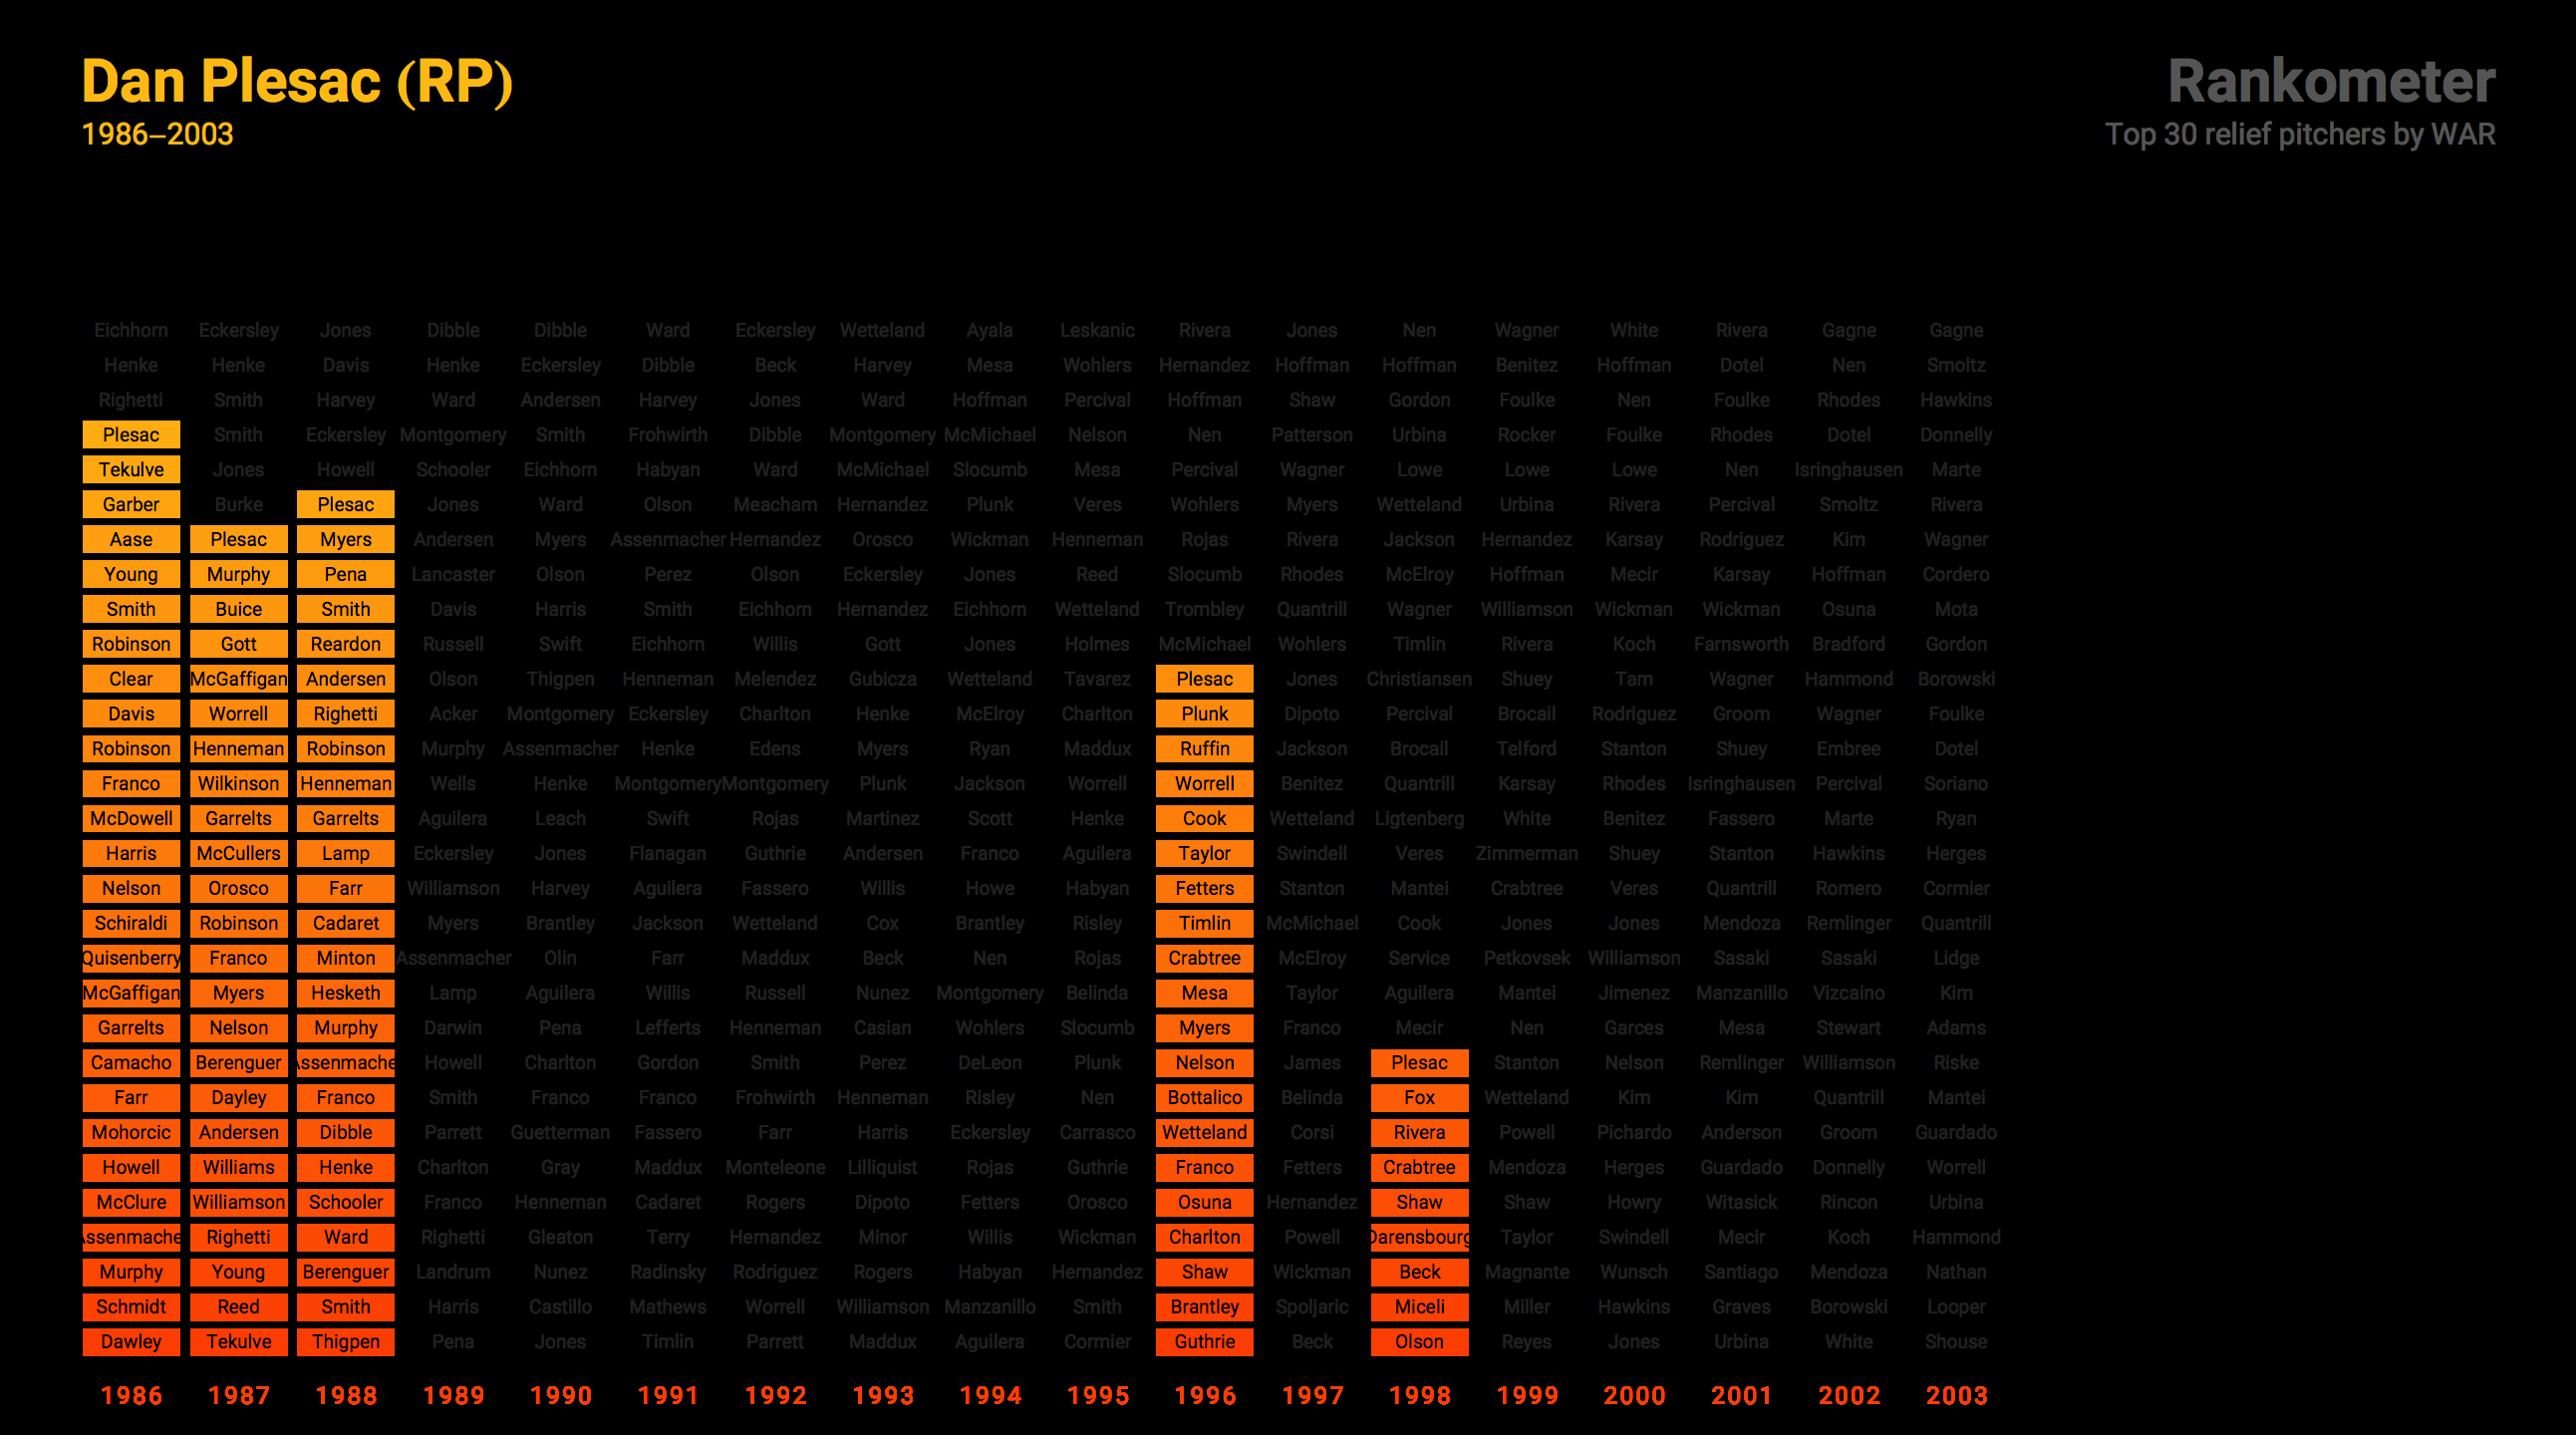 Dan Plesac (RP)
1986–2003
Rankometer
Top 30 relief pitchers by WAR
Eichhorn Eckersley Jones Dibble Dibble Ward Eckersley Wetteland Ayala Leskanic Rivera Jones Nen Wagner White Rivera Gagne Gagne
Henke Henke Davis Henke Eckersley Dibble Beck Harvey Mesa Wohlers Hernandez Hoffman Hoffman Benitez Hoffman Dotel Nen Smoltz
Righetti Smith Harvey Ward Andersen Harvey Jones Ward Hoffman Percival Hoffman Shaw Gordon Foulke Nen Foulke Rhodes Hawkins
Plesac Smith Eckersley Montgomery Smith Frohwirth Dibble Montgomery McMichael Nelson Nen Patterson Urbina Rocker Foulke Rhodes Dotel Donnelly
Tekulve Jones Howell Schooler Eichhorn Habyan Ward McMichael Slocumb Mesa Percival Wagner Lowe Lowe Lowe Nen Isringhausen Marte
Garber Burke Plesac Jones Ward Olson Meacham Hernandez Plunk Veres Wohlers Myers Wetteland Urbina Rivera Percival Smoltz Rivera
Aase Plesac Myers Andersen Myers Assenmacher Hernandez Orosco Wickman Henneman Rojas Rivera Jackson Hernandez Karsay Rodriguez Kim Wagner
Young Murphy Pena Lancaster Olson Perez Olson Eckersley Jones Reed Slocumb Rhodes McElroy Hoffman Mecir Karsay Hoffman Cordero
Smith Buice Smith Davis Harris Smith Eichhorn Hernandez Eichhorn Wetteland Trombley Quantrill Wagner Williamson Wickman Wickman Osuna Mota
Robinson Gott Reardon Russell Swift Eichhorn Willis Gott Jones Holmes McMichael Wohlers Timlin Rivera Koch Farnsworth Bradford Gordon
Clear McGaffigan Andersen Olson Thigpen Henneman Melendez Gubicza Wetteland Tavarez Plesac Jones Christiansen Shuey Tam Wagner Hammond Borowski
Davis Worrell Righetti Acker Montgomery Eckersley Charlton Henke McElroy Charlton Plunk Dipoto Percival Brocail Rodriguez Groom Wagner Foulke
Robinson Henneman Robinson Murphy Assenmacher Henke Edens Myers Ryan Maddux Ruffin Jackson Brocail Telford Stanton Shuey Embree Dotel
Franco Wilkinson Henneman Wells Henke Montgomery Montgomery Plunk Jackson Worrell Worrell Benitez Quantrill Karsay Rhodes Isringhausen Percival Soriano
McDowell Garrelts Garrelts Aguilera Leach Swift Rojas Martinez Scott Henke Cook Wetteland Ligtenberg White Benitez Fassero Marte Ryan
Harris McCullers Lamp Eckersley Jones Flanagan Guthrie Andersen Franco Aguilera Taylor Swindell Veres Zimmerman Shuey Stanton Hawkins Herges
Nelson Orosco Farr Williamson Harvey Aguilera Fassero Willis Howe Habyan Fetters Stanton Mantei Crabtree Veres Quantrill Romero Cormier
Schiraldi Robinson Cadaret Myers Brantley Jackson Wetteland Cox Brantley Risley Timlin McMichael Cook Jones Jones Mendoza Remlinger Quantrill
Quisenberry Franco Minton Assenmacher Olin Farr Maddux Beck Nen Rojas Crabtree McElroy Service Petkovsek Williamson Sasaki Sasaki Lidge
McGaffigan Myers Hesketh Lamp Aguilera Willis Russell Nunez Montgomery Belinda Mesa Taylor Aguilera Mantei Jimenez Manzanillo Vizcaino Kim
Garrelts Nelson Murphy Darwin Pena Lefferts Henneman Casian Wohlers Slocumb Myers Franco Mecir Nen Garces Mesa Stewart Adams
Camacho Berenguer Assenmache Howell Charlton Gordon Smith Perez DeLeon Plunk Nelson James Plesac Stanton Nelson Remlinger Williamson Riske
Farr Dayley Franco Smith Franco Franco Frohwirth Henneman Risley Nen Bottalico Belinda Fox Wetteland Kim Kim Quantrill Mantei
Mohorcic Andersen Dibble Parrett Guetterman Fassero Farr Harris Eckersley Carrasco Wetteland Corsi Rivera Powell Pichardo Anderson Groom Guardado
Howell Williams Henke Charlton Gray Maddux Monteleone Lilliquist Rojas Guthrie Franco Fetters Crabtree Mendoza Herges Guardado Donnelly Worrell
McClure Williamson Schooler Franco Henneman Cadaret Rogers Dipoto Fetters Orosco Osuna Hernandez Shaw Shaw Howry Witasick Rincon Urbina
Assenmache Righetti Ward Righetti Gleaton Terry Hernandez Minor Willis Wickman Charlton Powell Darensbourg Taylor Swindell Mecir Koch Hammond
Murphy Young Berenguer Landrum Nunez Radinsky Rodriguez Rogers Habyan Hernandez Shaw Wickman Beck Magnante Wunsch Santiago Mendoza Nathan
Schmidt Reed Smith Harris Castillo Mathews Worrell Williamson Manzanillo Smith Brantley Spoljaric Miceli Miller Hawkins Graves Borowski Looper
Dawley Tekulve Thigpen Pena Jones Timlin Parrett Maddux Aguilera Cormier Guthrie Beck Olson Reyes Jones Urbina White Shouse
1986 1987 1988 1989 1990 1991 1992 1993 1994 1995 1996 1997 1998 1999 2000 2001 2002 2003